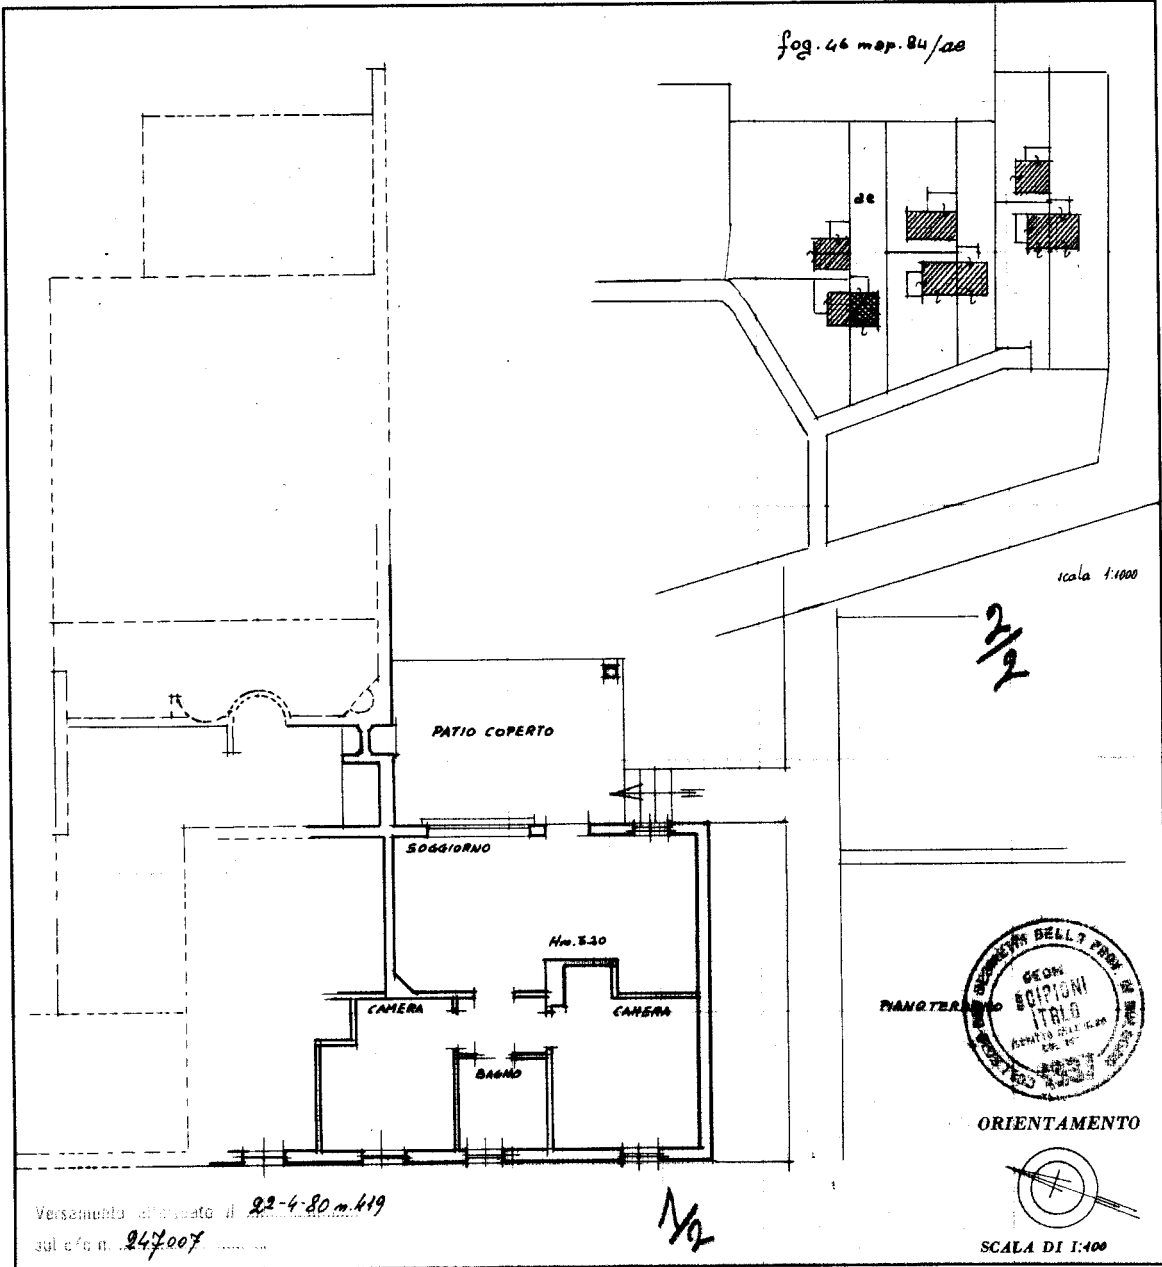 fog. 46 map. 84/ae
ae
scala 1:1000
2/2
PATIO COPERTO
SOGGIORNO
Hm. 3.20
CAMERA
CAMERA
BAGNO
PIANO TERRENO
GEOM.
SCIPIONI
ITALO
ORIENTAMENTO
SCALA DI 1:100
Versamento il 22-4-80 n. 419
sul c/c n. 247007
1/2